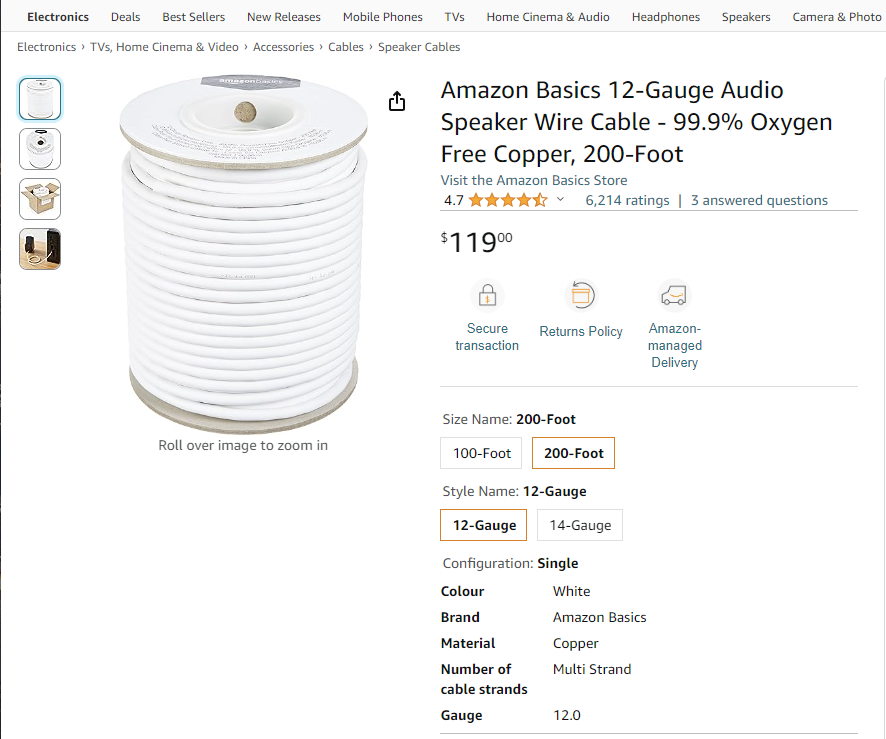 Electronics Deals Best Sellers New Releases Mobile Phones TVs Home Cinema & Audio Headphones Speakers Camera & Photo
Electronics › TVs, Home Cinema & Video › Accessories › Cables › Speaker Cables
amazonbasics
Roll over image to zoom in
Amazon Basics 12-Gauge Audio
Speaker Wire Cable - 99.9% Oxygen
Free Copper, 200-Foot
Visit the Amazon Basics Store
4.7 6,214 ratings | 3 answered questions
$11900
Secure
transaction
Returns Policy
Amazon-
managed
Delivery
Size Name: 200-Foot
100-Foot 200-Foot
Style Name: 12-Gauge
12-Gauge 14-Gauge
Configuration: Single
Colour White
Brand Amazon Basics
Material Copper
Number of Multi Strand
cable strands
Gauge 12.0